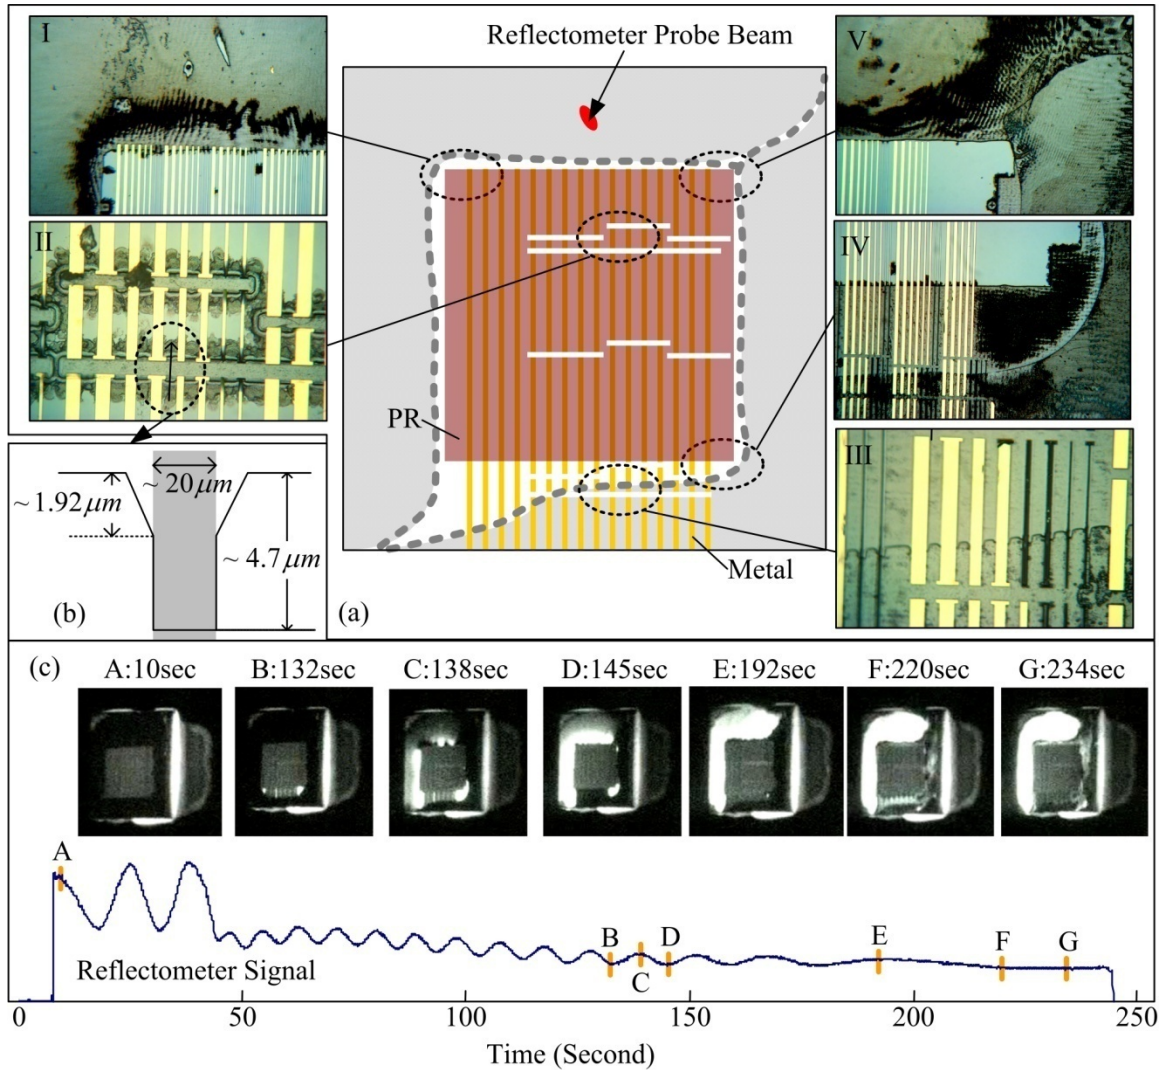 I
Reflectometer Probe Beam
V
II
IV
PR
III
~ 20 μm
~ 1.92 μm
~ 4.7 μm
Metal
(b)
(a)
(c)
A:10sec
B:132sec
C:138sec
D:145sec
E:192sec
F:220sec
G:234sec
A
B
D
E
F
G
C
Reflectometer Signal
0
50
100
150
200
250
Time (Second)